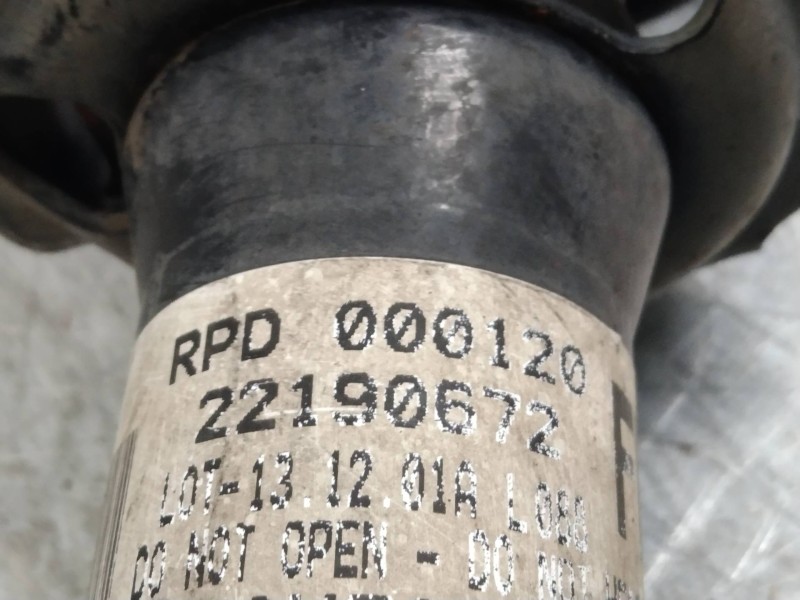 RPD 000120
22190672
LOT-13.12.01A L088
DO NOT OPEN - DO NOT
F